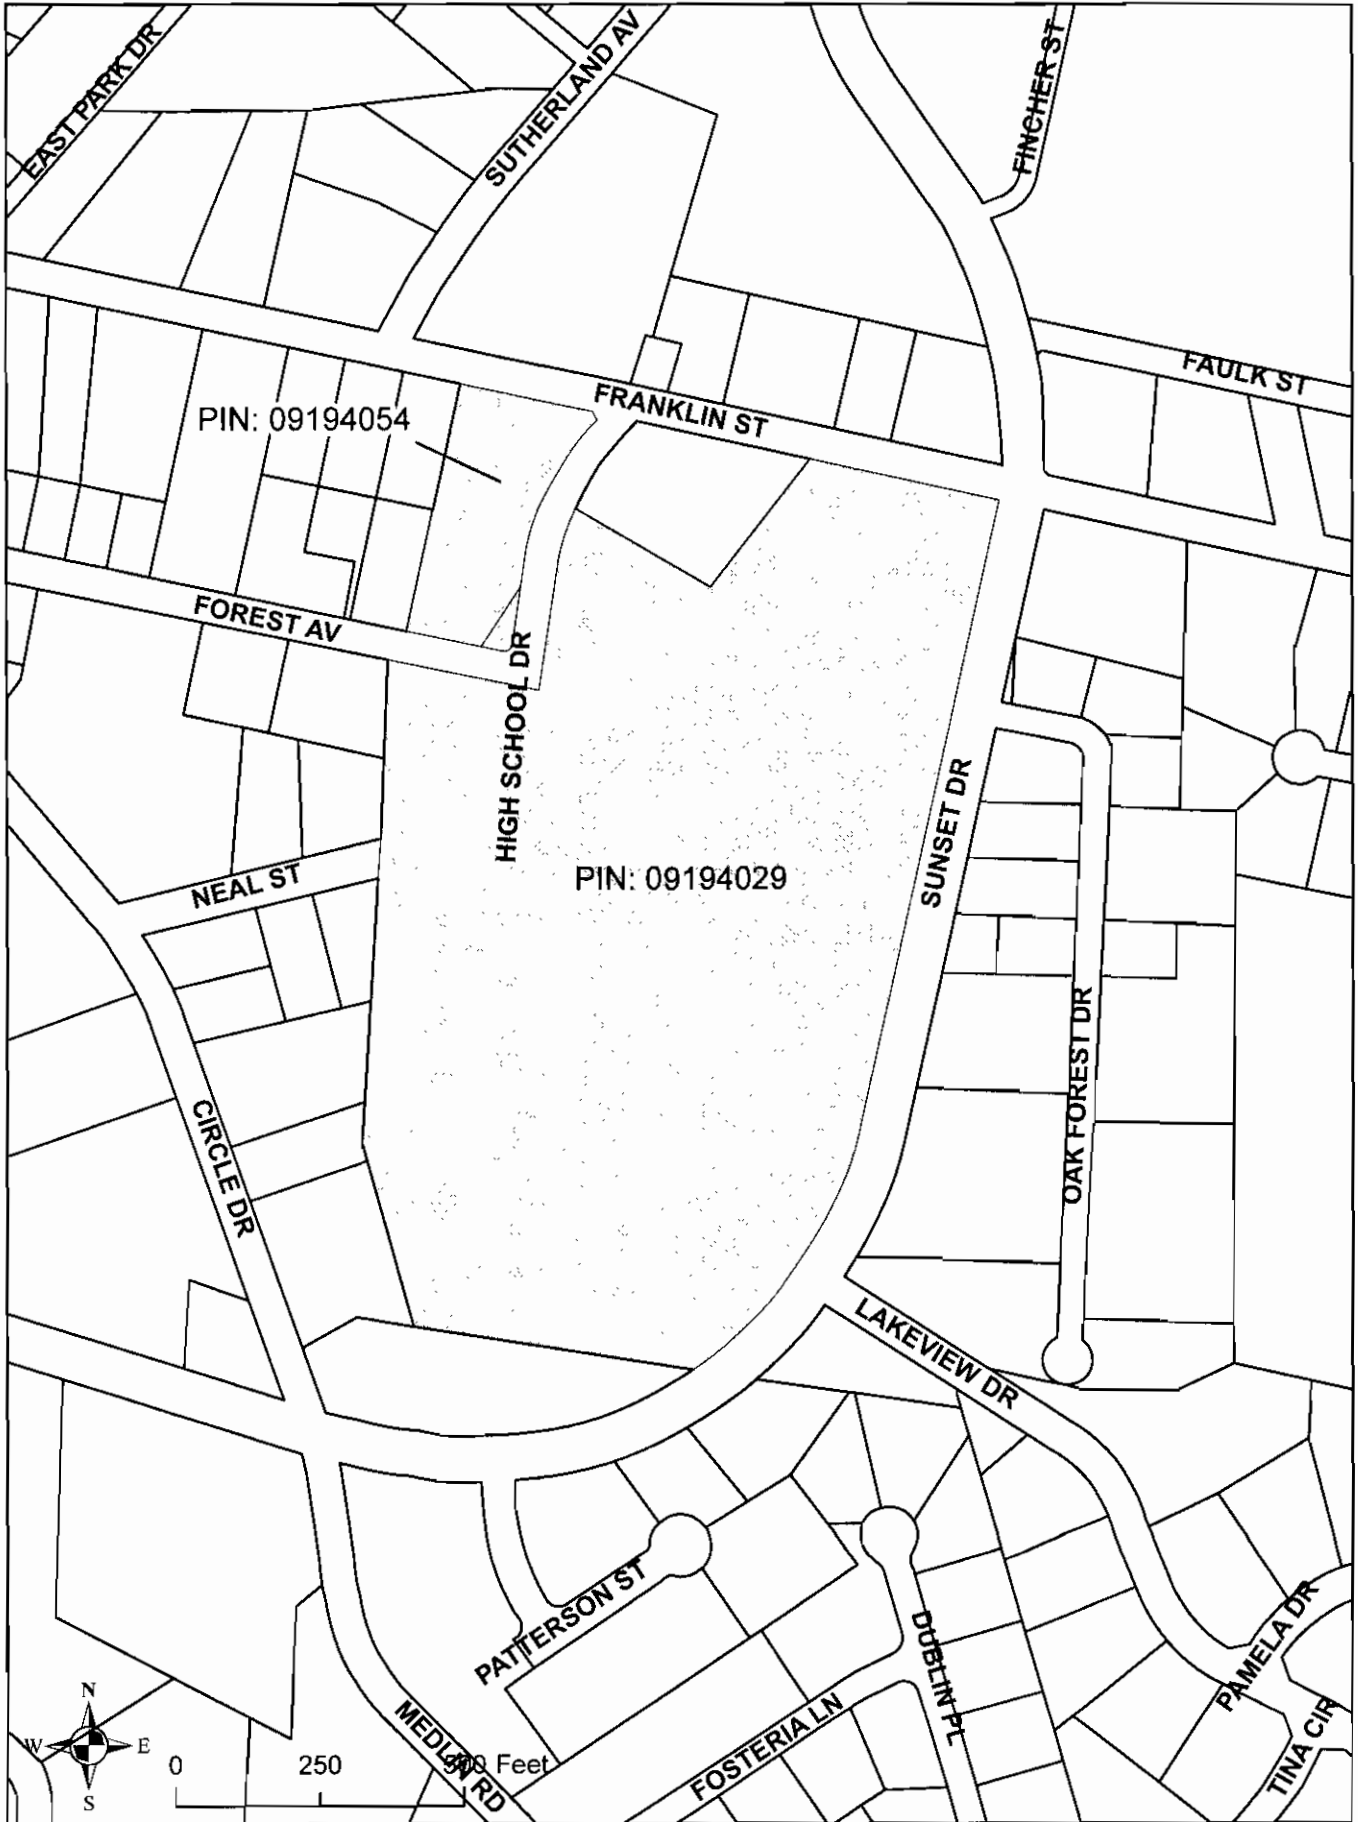 EAST PARK DR
SUTHERLAND AV
FINCHER ST
FAULK ST
FRANKLIN ST
PIN: 09194054
FOREST AV
HIGH SCHOOL DR
SUNSET DR
NEAL ST
PIN: 09194029
OAK FOREST DR
CIRCLE DR
LAKEVIEW DR
PATTERSON ST
DUBLIN PL
PAMELA DR
MEDLIN RD
FOSTERIA LN
TINA CIR
N
W E
S
0 250 500 Feet